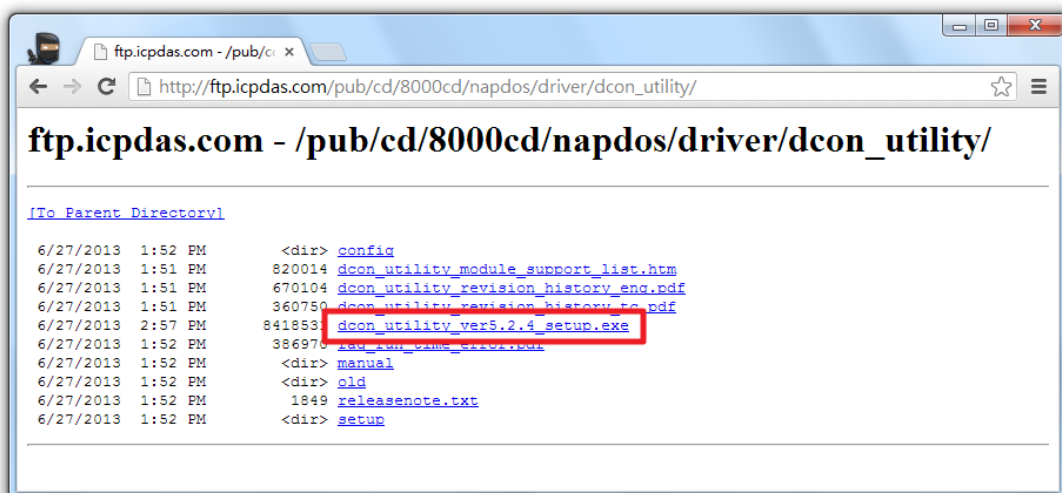 ftp.icpdas.com - /pub/c
http://ftp.icpdas.com/pub/cd/8000cd/napdos/driver/dcon_utility/
ftp.icpdas.com - /pub/cd/8000cd/napdos/driver/dcon_utility/
[To Parent Directory]
6/27/2013 1:52 PM <dir> config
6/27/2013 1:51 PM 820014 dcon_utility_module_support_list.htm
6/27/2013 1:51 PM 670104 dcon_utility_revision_history_eng.pdf
6/27/2013 1:51 PM 360750 dcon_utility_revision_history_tc.pdf
6/27/2013 2:57 PM 8418531 dcon_utility_ver5.2.4_setup.exe
6/27/2013 1:52 PM 386970 faq_run_time_error.pdf
6/27/2013 1:52 PM <dir> manual
6/27/2013 1:52 PM <dir> old
6/27/2013 1:52 PM 1849 releasenote.txt
6/27/2013 1:52 PM <dir> setup